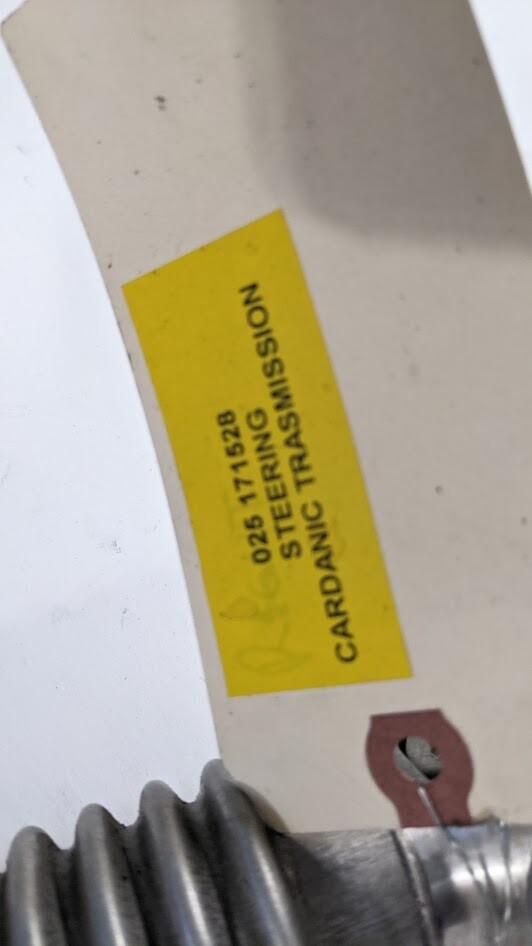 025 171528
STEERING
CARDANIC TRASMISSION